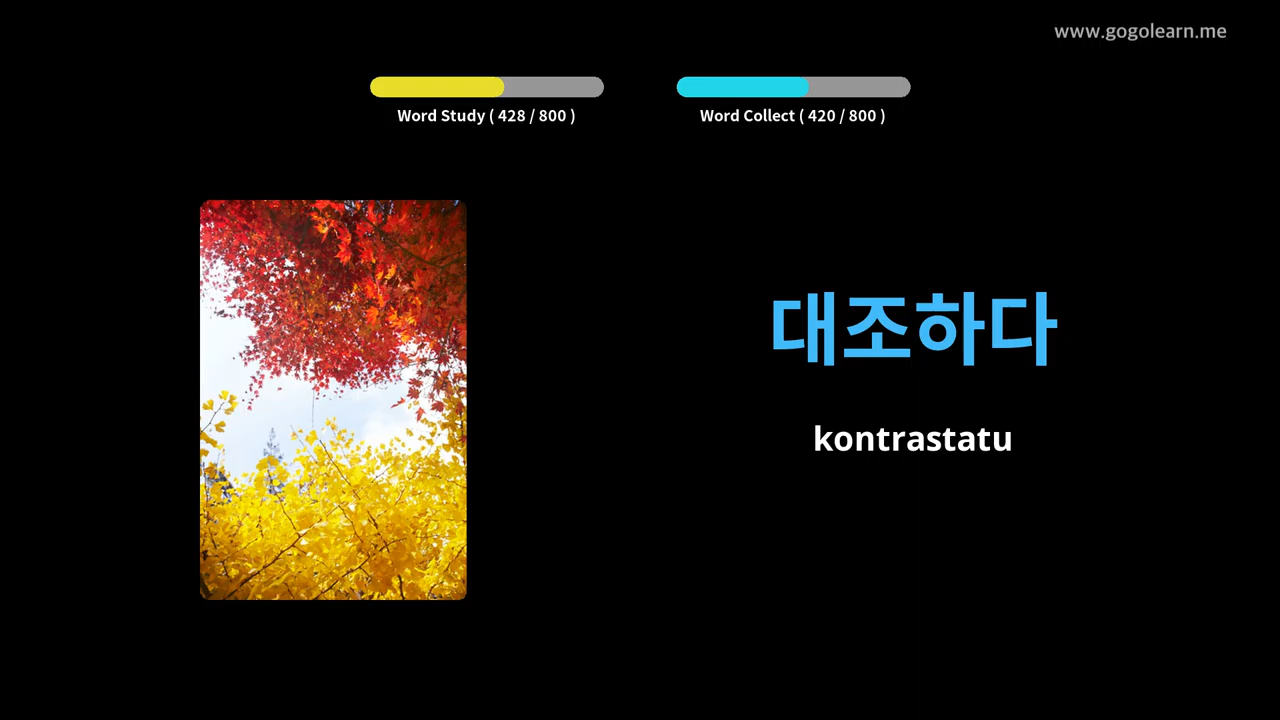 www.gogolearn.me
Word Study ( 428 / 800 )
Word Collect ( 420 / 800 )
대조하다
kontrastatu